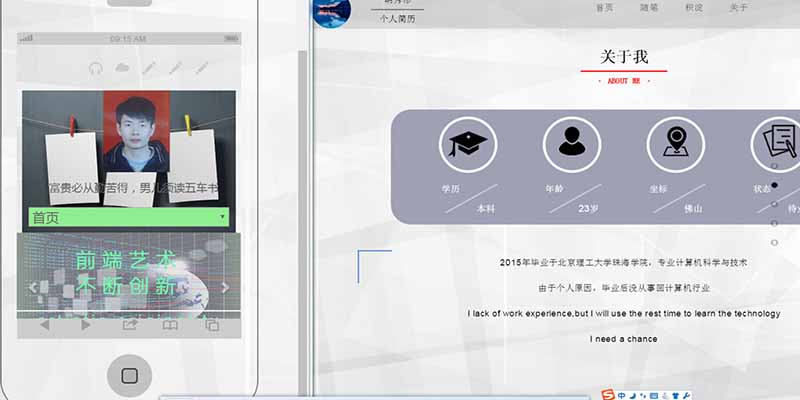 09:15 AM
富贵必从勤苦得，男儿须读五车书
首页
前端艺术
不断创新
个人简历
首页 随笔 积淀 关于
关于我
· ABOUT ME ·
学历 年龄 坐标 状态
本科 23岁 佛山 待
2015年毕业于北京理工大学珠海学院，专业计算机科学与技术
由于个人原因，毕业后没从事回计算机行业
I lack of work experience,but I will use the rest time to learn the technology
I need a chance
中